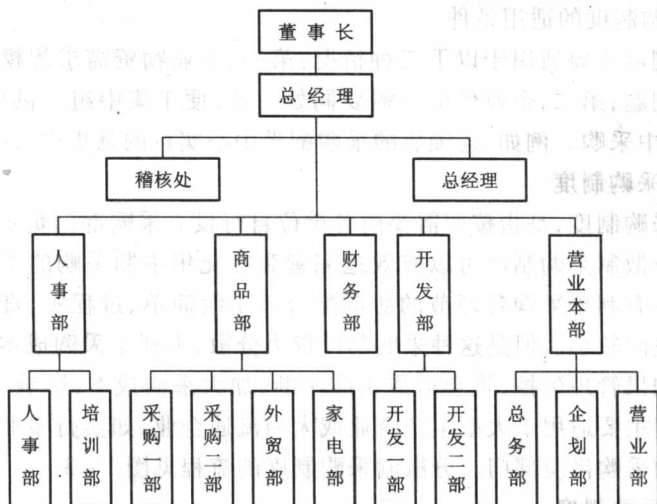 董事长
总经理
稽核处
总经理
人事部
商品部
财务部
开发部
营业本部
人事部
培训部
采购一部
采购二部
外贸部
家电部
开发一部
开发二部
总务部
企划部
营业部